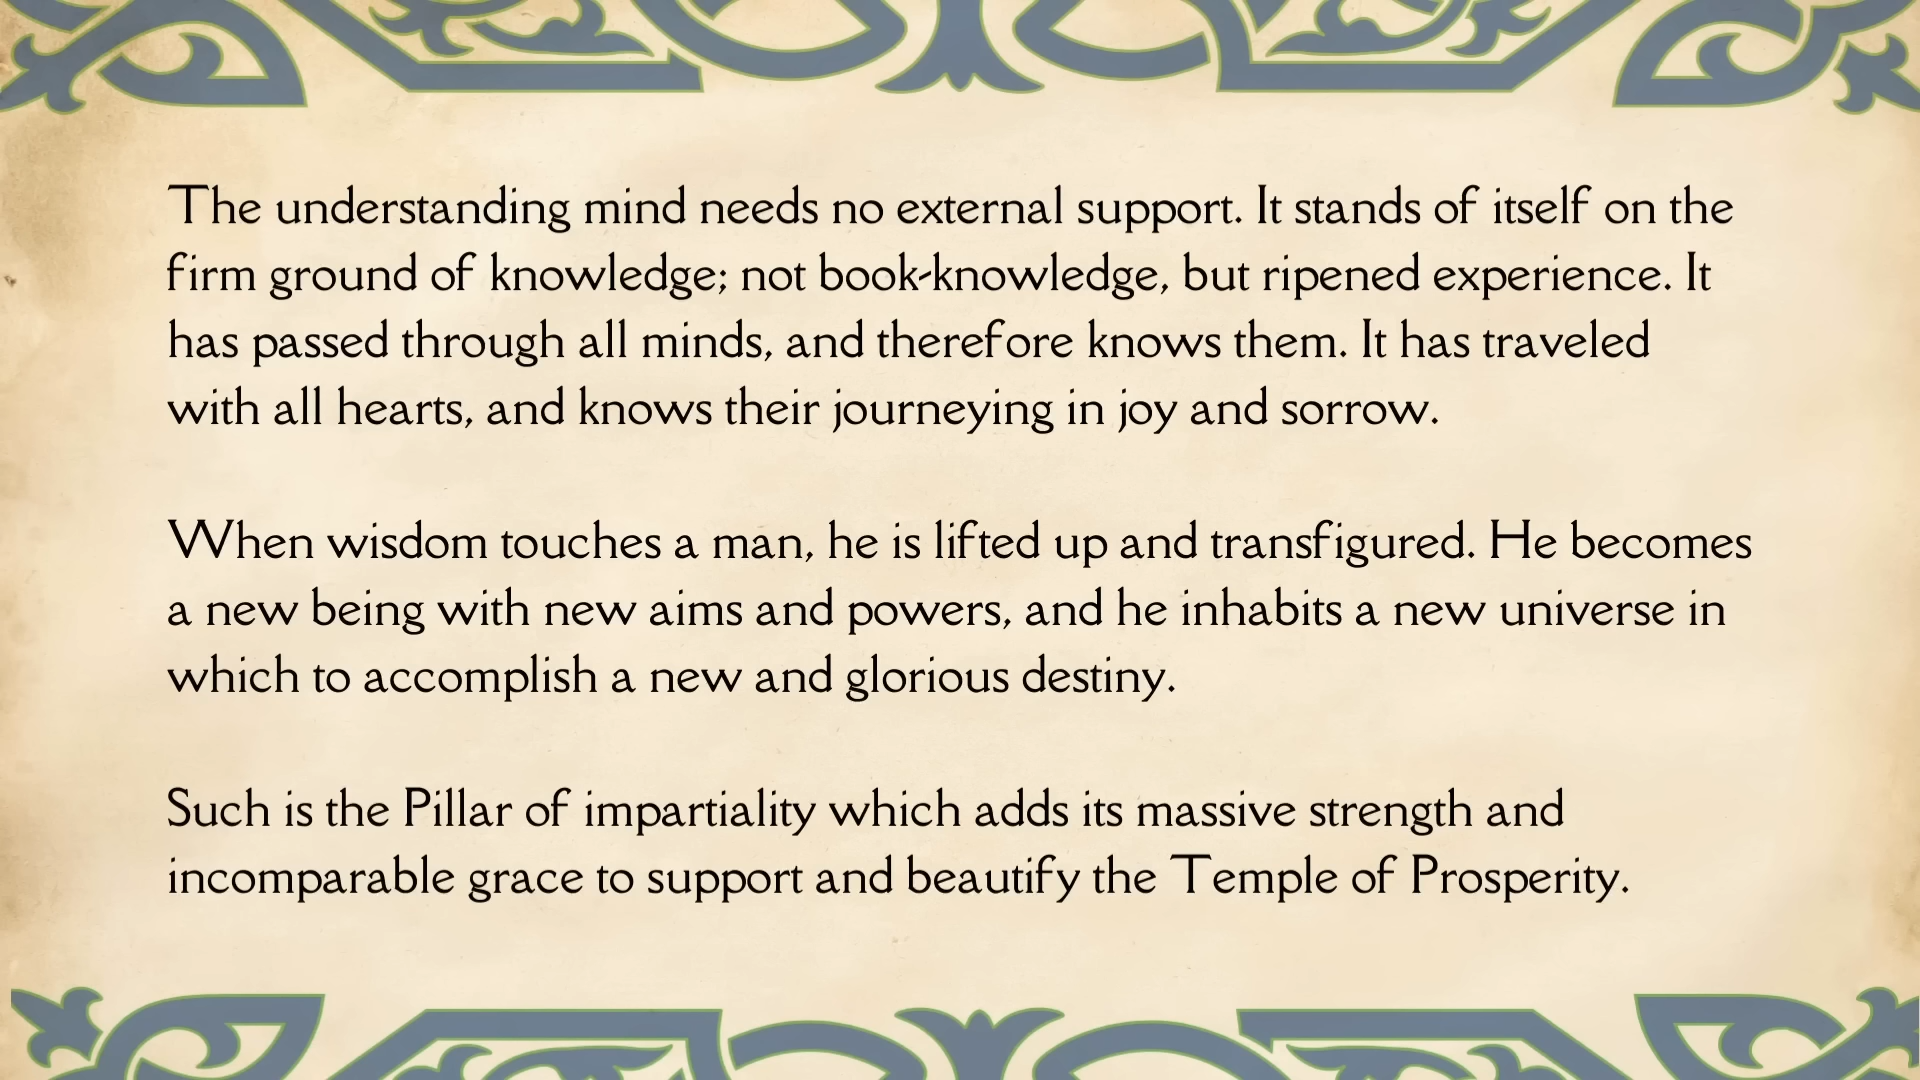 The understanding mind needs no external support. It stands of itself on the
firm ground of knowledge; not book-knowledge, but ripened experience. It
has passed through all minds, and therefore knows them. It has traveled
with all hearts, and knows their journeying in joy and sorrow.
When wisdom touches a man, he is lifted up and transfigured. He becomes
a new being with new aims and powers, and he inhabits a new universe in
which to accomplish a new and glorious destiny.
Such is the Pillar of impartiality which adds its massive strength and
incomparable grace to support and beautify the Temple of Prosperity.